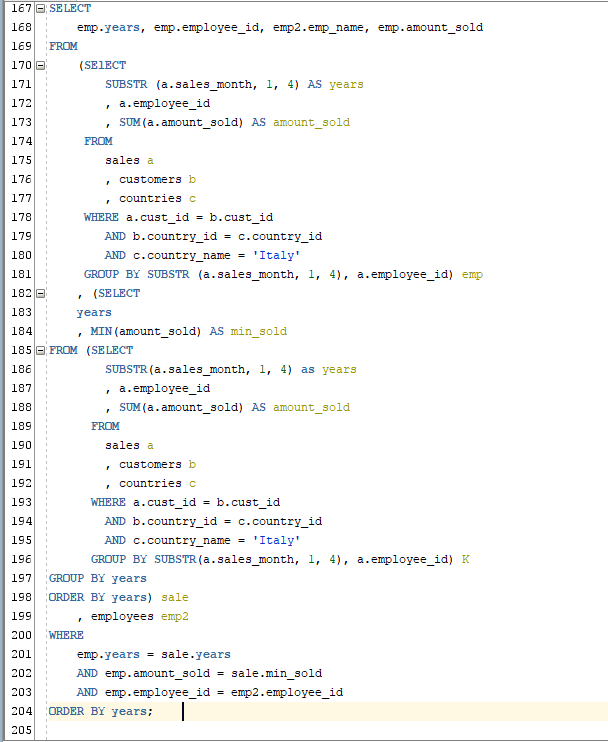 167 SELECT
168 emp.years, emp.employee_id, emp2.emp_name, emp.amount_sold
169 FROM
170 (SElECT
171 SUBSTR (a.sales_month, 1, 4) AS years
172 , a.employee_id
173 , SUM(a.amount_sold) AS amount_sold
174 FROM
175 sales a
176 , customers b
177 , countries c
178 WHERE a.cust_id = b.cust_id
179 AND b.country_id = c.country_id
180 AND c.country_name = 'Italy'
181 GROUP BY SUBSTR (a.sales_month, 1, 4), a.employee_id) emp
182 , (SELECT
183 years
184 , MIN(amount_sold) AS min_sold
185 FROM (SELECT
186 SUBSTR(a.sales_month, 1, 4) as years
187 , a.employee_id
188 , SUM(a.amount_sold) AS amount_sold
189 FROM
190 sales a
191 , customers b
192 , countries c
193 WHERE a.cust_id = b.cust_id
194 AND b.country_id = c.country_id
195 AND c.country_name = 'Italy'
196 GROUP BY SUBSTR(a.sales_month, 1, 4), a.employee_id) K
197 GROUP BY years
198 ORDER BY years) sale
199 , employees emp2
200 WHERE
201 emp.years = sale.years
202 AND emp.amount_sold = sale.min_sold
203 AND emp.employee_id = emp2.employee_id
204 ORDER BY years;
205